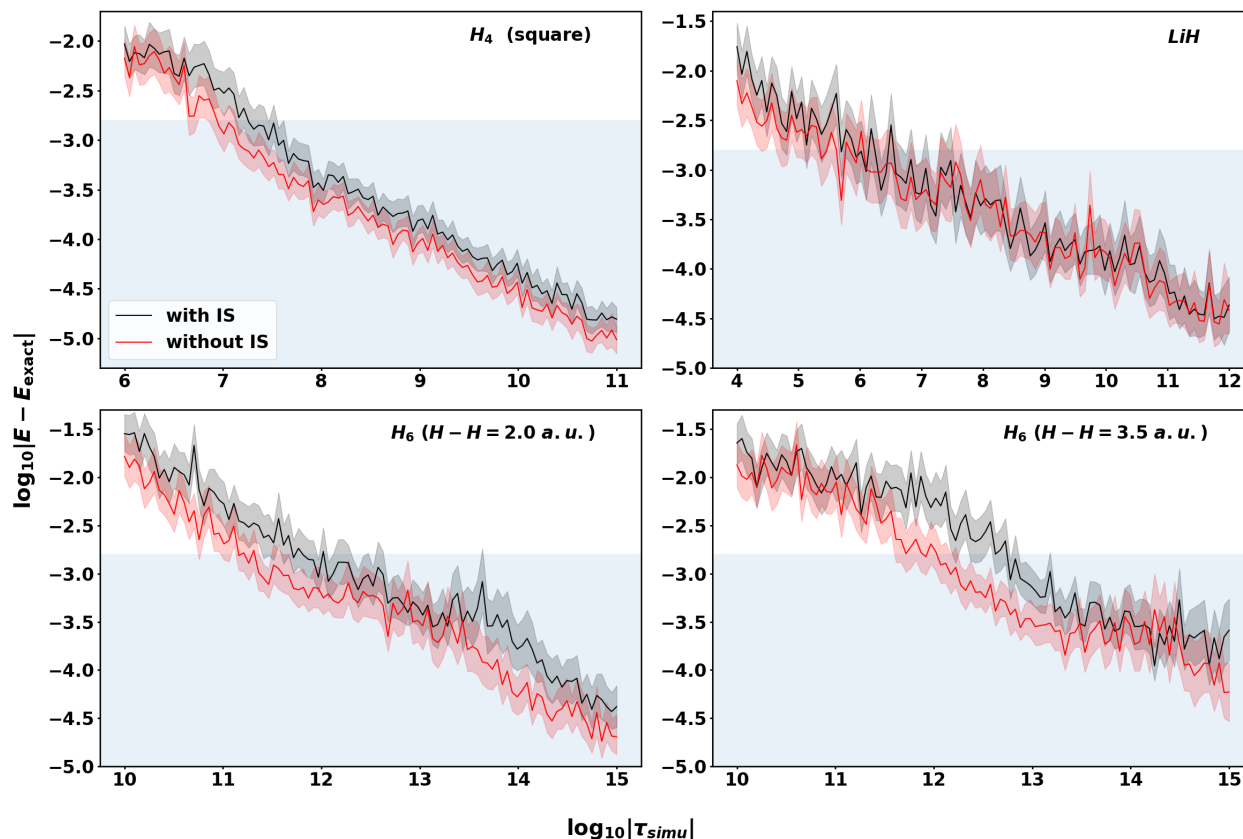 H₄ (square)
−2.0
−2.5
−3.0
−3.5
−4.0
−4.5
−5.0
with IS
without IS
6 7 8 9 10 11
LiH
−1.5
−2.0
−2.5
−3.0
−3.5
−4.0
−4.5
−5.0
4 5 6 7 8 9 10 11 12
log₁₀|E − E_exact|
H₆ (H − H = 2.0 a.u.)
−1.5
−2.0
−2.5
−3.0
−3.5
−4.0
−4.5
−5.0
10 11 12 13 14 15
H₆ (H − H = 3.5 a.u.)
−1.5
−2.0
−2.5
−3.0
−3.5
−4.0
−4.5
−5.0
10 11 12 13 14 15
log₁₀|τ_simu|